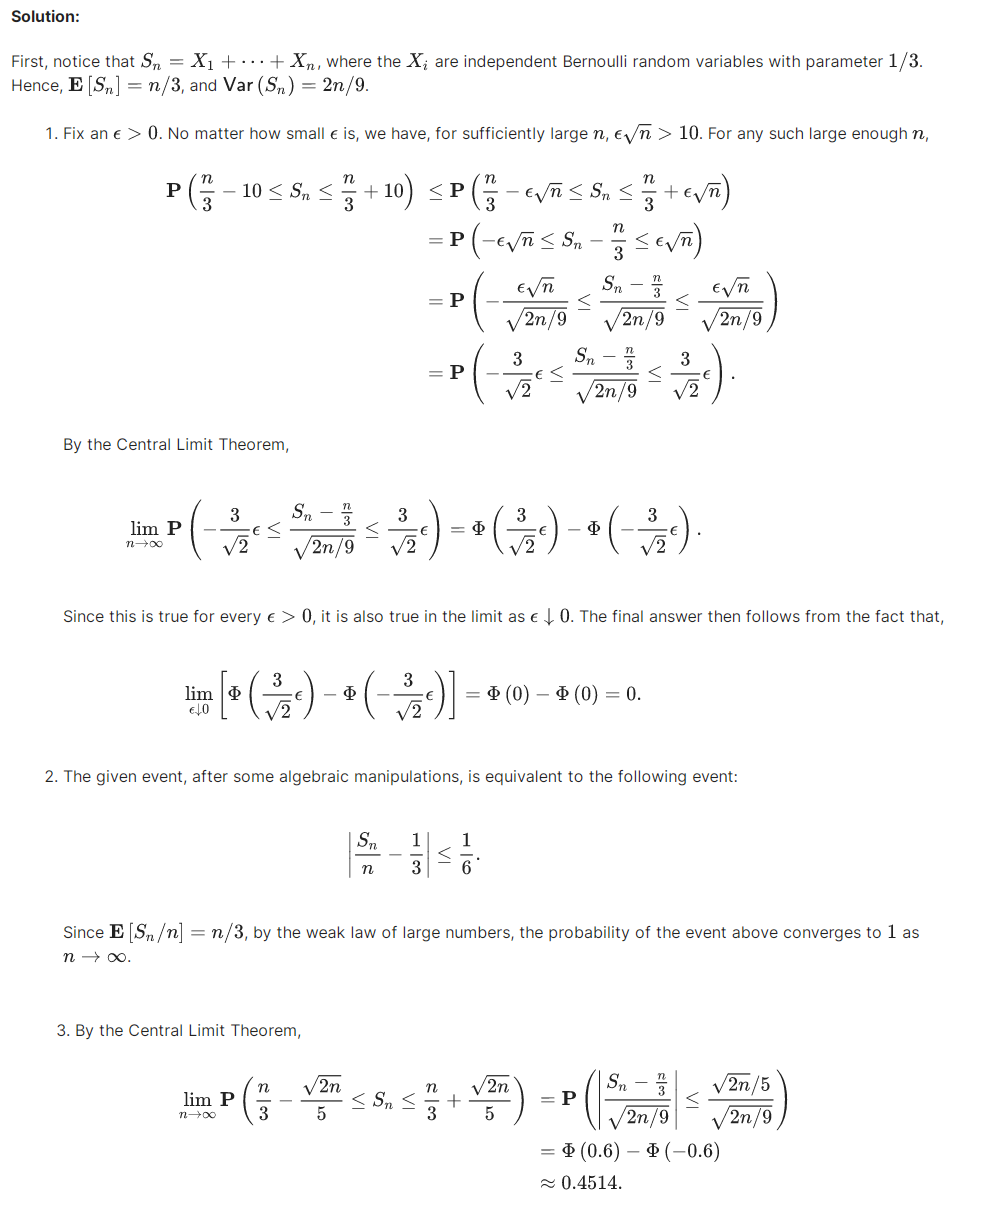 Solution:
First, notice that $S_n = X_1 + \cdots + X_n$, where the $X_i$ are independent Bernoulli random variables with parameter $1/3$.
Hence, $\mathbf{E}[S_n] = n/3$, and $\mathsf{Var}(S_n) = 2n/9$.
1. Fix an $\epsilon > 0$. No matter how small $\epsilon$ is, we have, for sufficiently large $n$, $\epsilon\sqrt{n} > 10$. For any such large enough $n$,
$\mathbf{P}\left(\frac{n}{3} - 10 \leq S_n \leq \frac{n}{3} + 10\right) \leq \mathbf{P}\left(\frac{n}{3} - \epsilon\sqrt{n} \leq S_n \leq \frac{n}{3} + \epsilon\sqrt{n}\right)$
$= \mathbf{P}\left(-\epsilon\sqrt{n} \leq S_n - \frac{n}{3} \leq \epsilon\sqrt{n}\right)$
$= \mathbf{P}\left(-\frac{\epsilon\sqrt{n}}{\sqrt{2n/9}} \leq \frac{S_n - \frac{n}{3}}{\sqrt{2n/9}} \leq \frac{\epsilon\sqrt{n}}{\sqrt{2n/9}}\right)$
$= \mathbf{P}\left(-\frac{3}{\sqrt{2}}\epsilon \leq \frac{S_n - \frac{n}{3}}{\sqrt{2n/9}} \leq \frac{3}{\sqrt{2}}\epsilon\right).$
By the Central Limit Theorem,
$\lim_{n\to\infty} \mathbf{P}\left(-\frac{3}{\sqrt{2}}\epsilon \leq \frac{S_n - \frac{n}{3}}{\sqrt{2n/9}} \leq \frac{3}{\sqrt{2}}\epsilon\right) = \Phi\left(\frac{3}{\sqrt{2}}\epsilon\right) - \Phi\left(-\frac{3}{\sqrt{2}}\epsilon\right).$
Since this is true for every $\epsilon > 0$, it is also true in the limit as $\epsilon \downarrow 0$. The final answer then follows from the fact that,
$\lim_{\epsilon\downarrow 0} \left[\Phi\left(\frac{3}{\sqrt{2}}\epsilon\right) - \Phi\left(-\frac{3}{\sqrt{2}}\epsilon\right)\right] = \Phi(0) - \Phi(0) = 0.$
2. The given event, after some algebraic manipulations, is equivalent to the following event:
$\left|\frac{S_n}{n} - \frac{1}{3}\right| \leq \frac{1}{6}.$
Since $\mathbf{E}[S_n/n] = n/3$, by the weak law of large numbers, the probability of the event above converges to $1$ as
$n \to \infty$.
3. By the Central Limit Theorem,
$\lim_{n\to\infty} \mathbf{P}\left(\frac{n}{3} - \frac{\sqrt{2n}}{5} \leq S_n \leq \frac{n}{3} + \frac{\sqrt{2n}}{5}\right) = \mathbf{P}\left(\left|\frac{S_n - \frac{n}{3}}{\sqrt{2n/9}}\right| \leq \frac{\sqrt{2n}/5}{\sqrt{2n/9}}\right)$
$= \Phi(0.6) - \Phi(-0.6)$
$\approx 0.4514.$